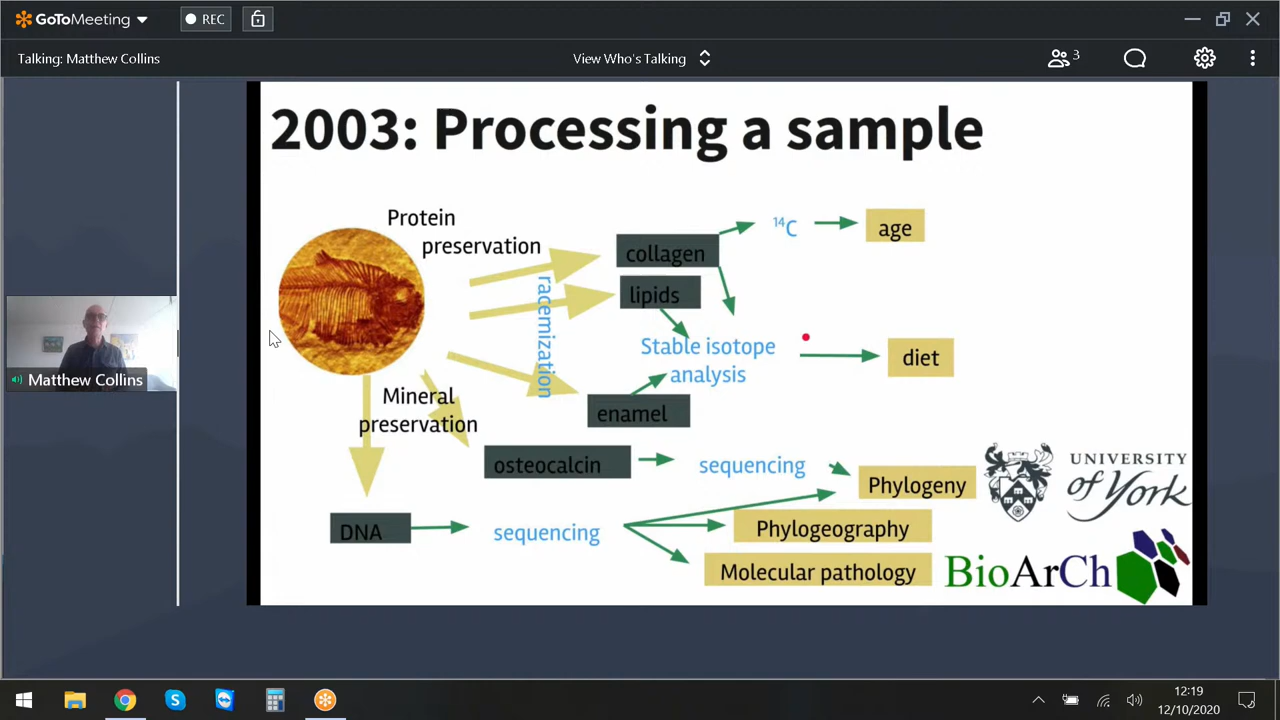 GoToMeeting
REC
Talking: Matthew Collins
View Who's Talking
3
2003: Processing a sample
Protein
preservation
racemization
collagen
14C
age
lipids
Stable isotope
analysis
diet
Mineral
preservation
enamel
osteocalcin
sequencing
Phylogeny
DNA
sequencing
Phylogeography
Molecular pathology
UNIVERSITY
of York
BioArCh
Matthew Collins
12:19
12/10/2020